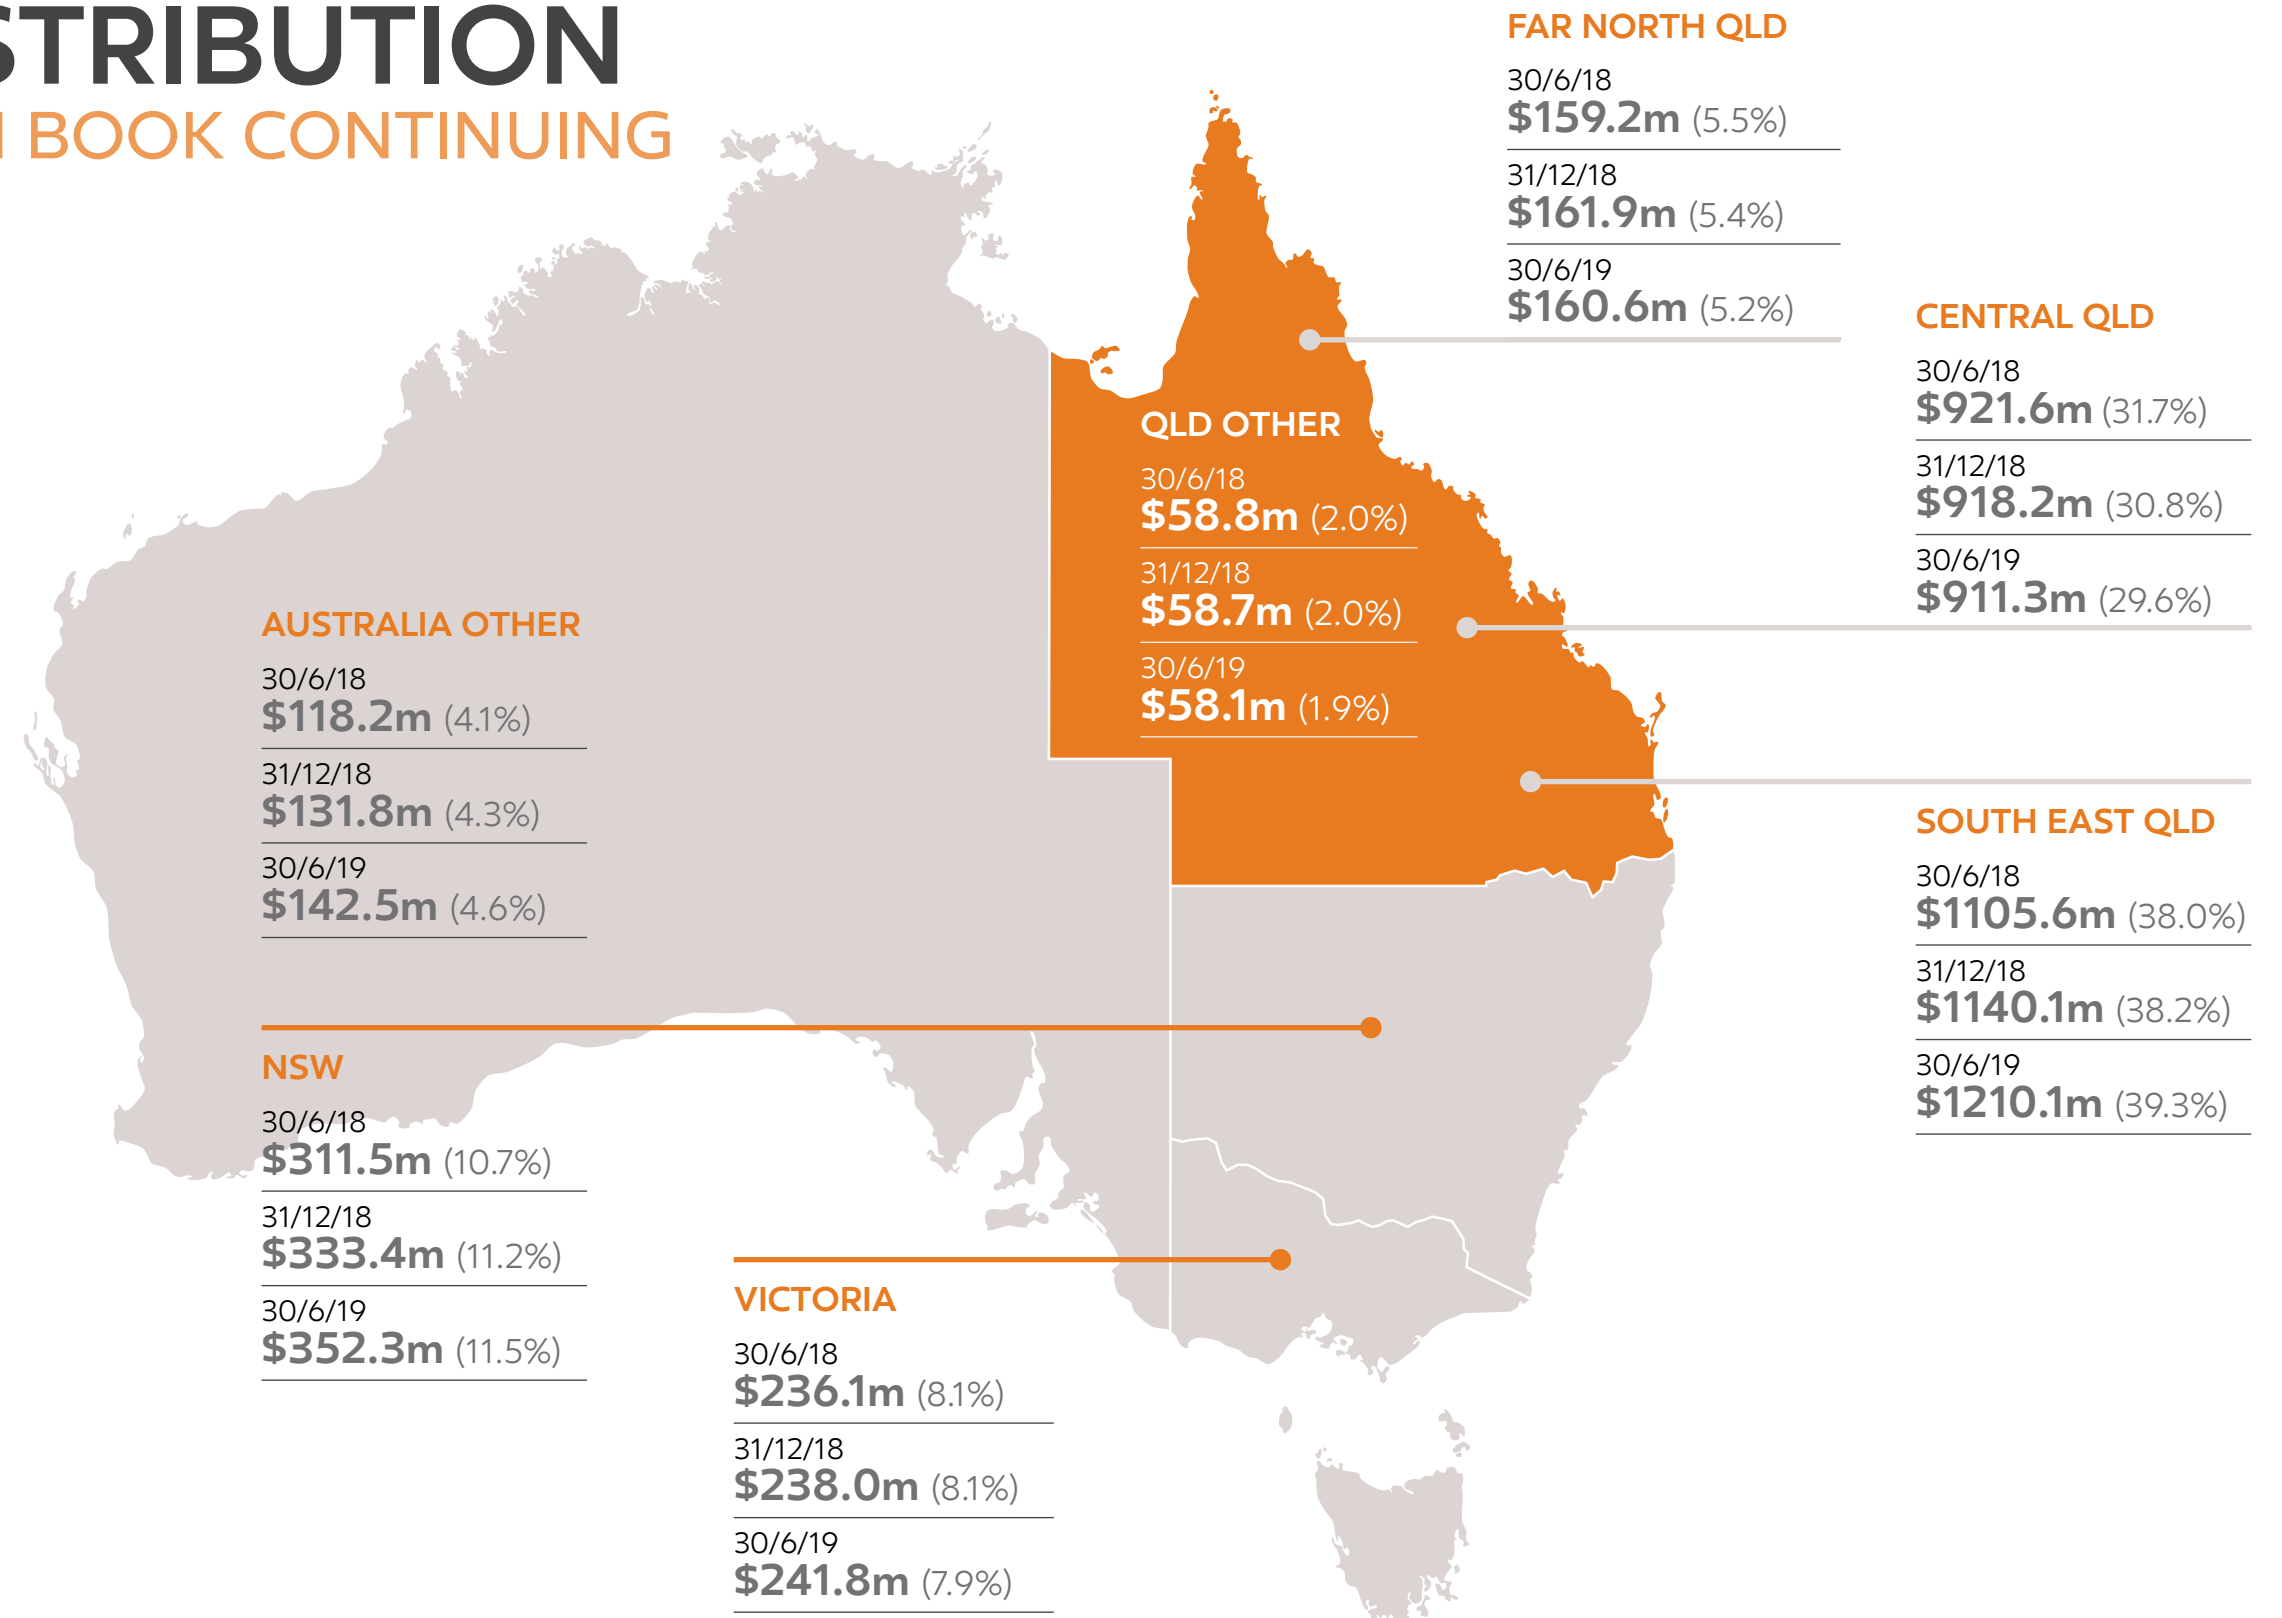 STRIBUTION
BOOK CONTINUING
FAR NORTH QLD
30/6/18
$159.2m (5.5%)
31/12/18
$161.9m (5.4%)
30/6/19
$160.6m (5.2%)
CENTRAL QLD
30/6/18
$921.6m (31.7%)
31/12/18
$918.2m (30.8%)
30/6/19
$911.3m (29.6%)
QLD OTHER
30/6/18
$58.8m (2.0%)
31/12/18
$58.7m (2.0%)
30/6/19
$58.1m (1.9%)
AUSTRALIA OTHER
30/6/18
$118.2m (4.1%)
31/12/18
$131.8m (4.3%)
30/6/19
$142.5m (4.6%)
SOUTH EAST QLD
30/6/18
$1105.6m (38.0%)
31/12/18
$1140.1m (38.2%)
30/6/19
$1210.1m (39.3%)
NSW
30/6/18
$311.5m (10.7%)
31/12/18
$333.4m (11.2%)
30/6/19
$352.3m (11.5%)
VICTORIA
30/6/18
$236.1m (8.1%)
31/12/18
$238.0m (8.1%)
30/6/19
$241.8m (7.9%)